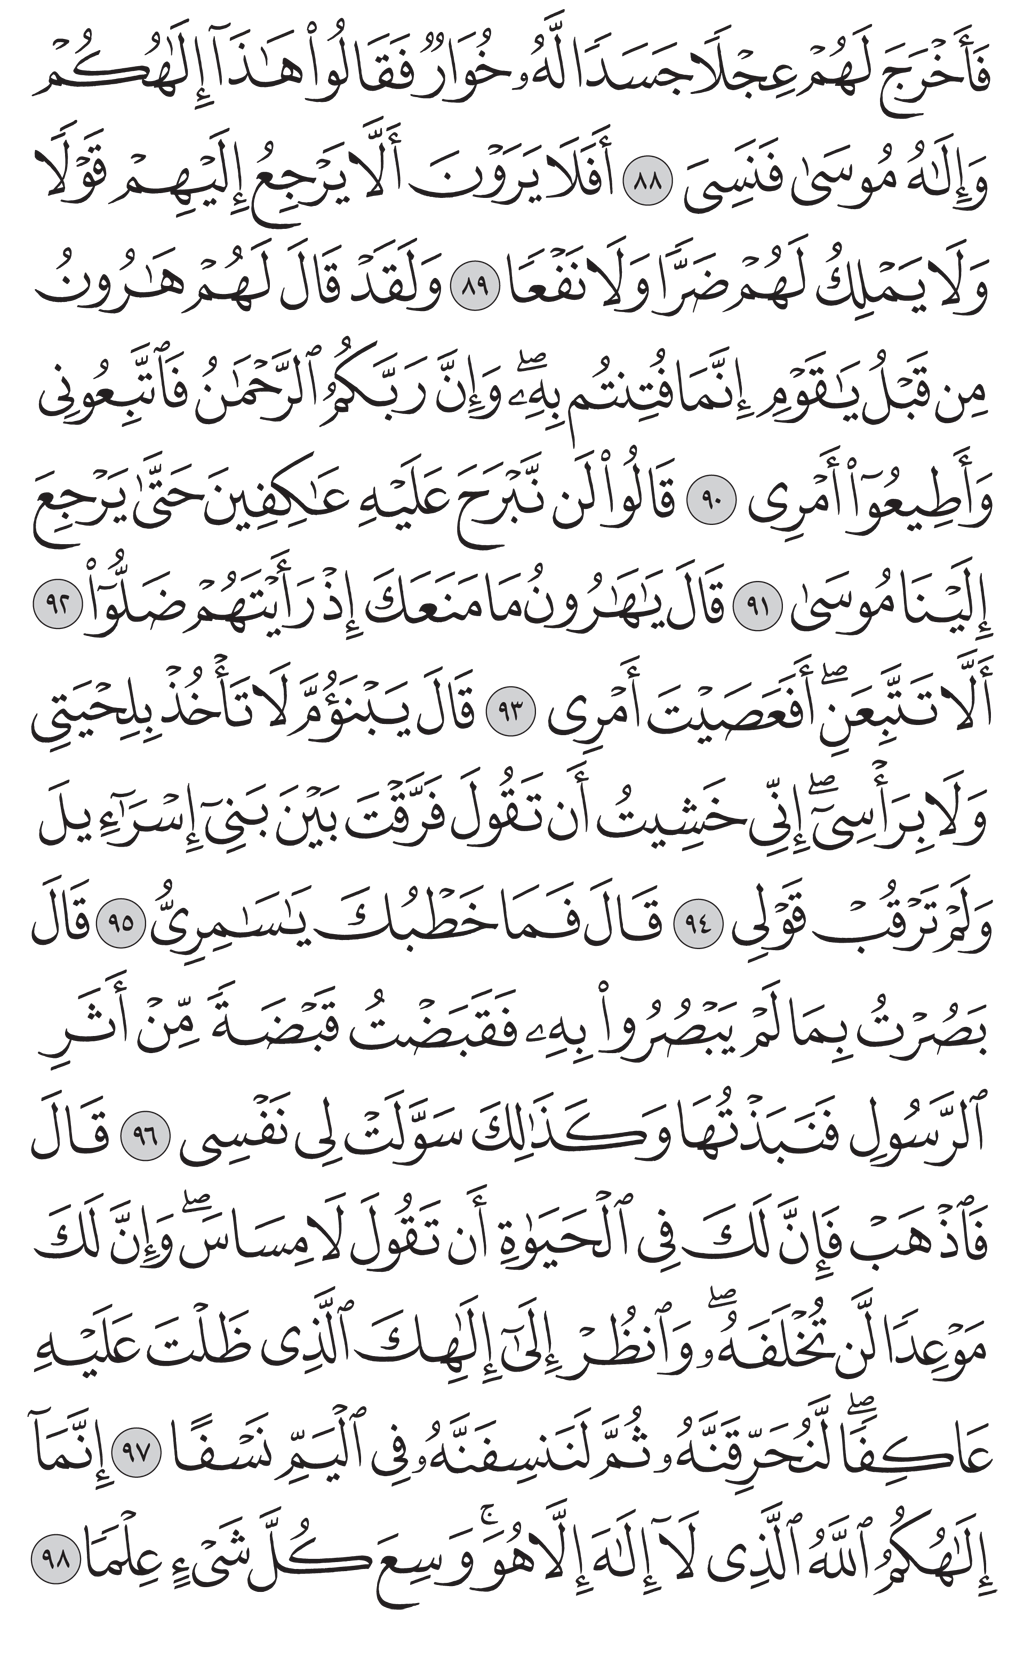 فَأَخْرَجَ لَهُمْ عِجْلًا جَسَدًا لَّهُۥ خُوَارٌ فَقَالُوا۟ هَـٰذَآ إِلَـٰهُكُمْ
وَإِلَـٰهُ مُوسَىٰ فَنَسِىَ ٨٨ أَفَلَا يَرَوْنَ أَلَّا يَرْجِعُ إِلَيْهِمْ قَوْلًا
وَلَا يَمْلِكُ لَهُمْ ضَرًّا وَلَا نَفْعًا ٨٩ وَلَقَدْ قَالَ لَهُمْ هَـٰرُونُ
مِن قَبْلُ يَـٰقَوْمِ إِنَّمَا فُتِنتُم بِهِۦ ۖ وَإِنَّ رَبَّكُمُ ٱلرَّحْمَـٰنُ فَٱتَّبِعُونِى
وَأَطِيعُوٓا۟ أَمْرِى ٩٠ قَالُوا۟ لَن نَّبْرَحَ عَلَيْهِ عَـٰكِفِينَ حَتَّىٰ يَرْجِعَ
إِلَيْنَا مُوسَىٰ ٩١ قَالَ يَـٰهَـٰرُونُ مَا مَنَعَكَ إِذْ رَأَيْتَهُمْ ضَلُّوٓا۟ ٩٢
أَلَّا تَتَّبِعَنِ ۖ أَفَعَصَيْتَ أَمْرِى ٩٣ قَالَ يَبْنَؤُمَّ لَا تَأْخُذْ بِلِحْيَتِى
وَلَا بِرَأْسِىٓ ۖ إِنِّى خَشِيتُ أَن تَقُولَ فَرَّقْتَ بَيْنَ بَنِىٓ إِسْرَٰٓءِيلَ
وَلَمْ تَرْقُبْ قَوْلِى ٩٤ قَالَ فَمَا خَطْبُكَ يَـٰسَـٰمِرِىُّ ٩٥ قَالَ
بَصُرْتُ بِمَا لَمْ يَبْصُرُوا۟ بِهِۦ فَقَبَضْتُ قَبْضَةً مِّنْ أَثَرِ
ٱلرَّسُولِ فَنَبَذْتُهَا وَكَذَٰلِكَ سَوَّلَتْ لِى نَفْسِى ٩٦ قَالَ
فَٱذْهَبْ فَإِنَّ لَكَ فِى ٱلْحَيَوٰةِ أَن تَقُولَ لَا مِسَاسَ ۖ وَإِنَّ لَكَ
مَوْعِدًا لَّن تُخْلَفَهُۥ ۖ وَٱنظُرْ إِلَىٰٓ إِلَـٰهِكَ ٱلَّذِى ظَلْتَ عَلَيْهِ
عَاكِفًا ۖ لَّنُحَرِّقَنَّهُۥ ثُمَّ لَنَنسِفَنَّهُۥ فِى ٱلْيَمِّ نَسْفًا ٩٧ إِنَّمَآ
إِلَـٰهُكُمُ ٱللَّهُ ٱلَّذِى لَآ إِلَـٰهَ إِلَّا هُوَ ۚ وَسِعَ كُلَّ شَىْءٍ عِلْمًا ٩٨